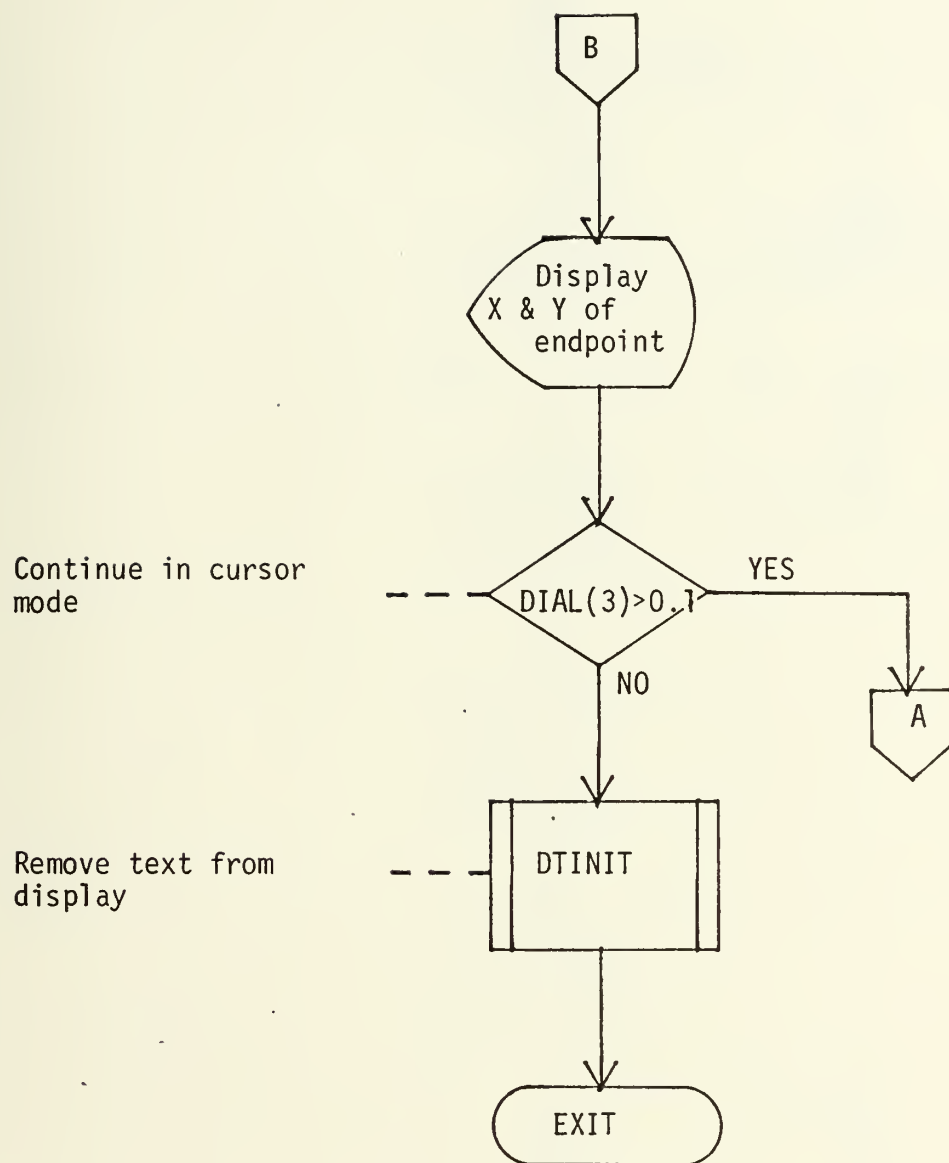 B
Display
X & Y of
endpoint
Continue in cursor
mode
DIAL(3)>0.1
YES
NO
A
Remove text from
display
DTINIT
EXIT